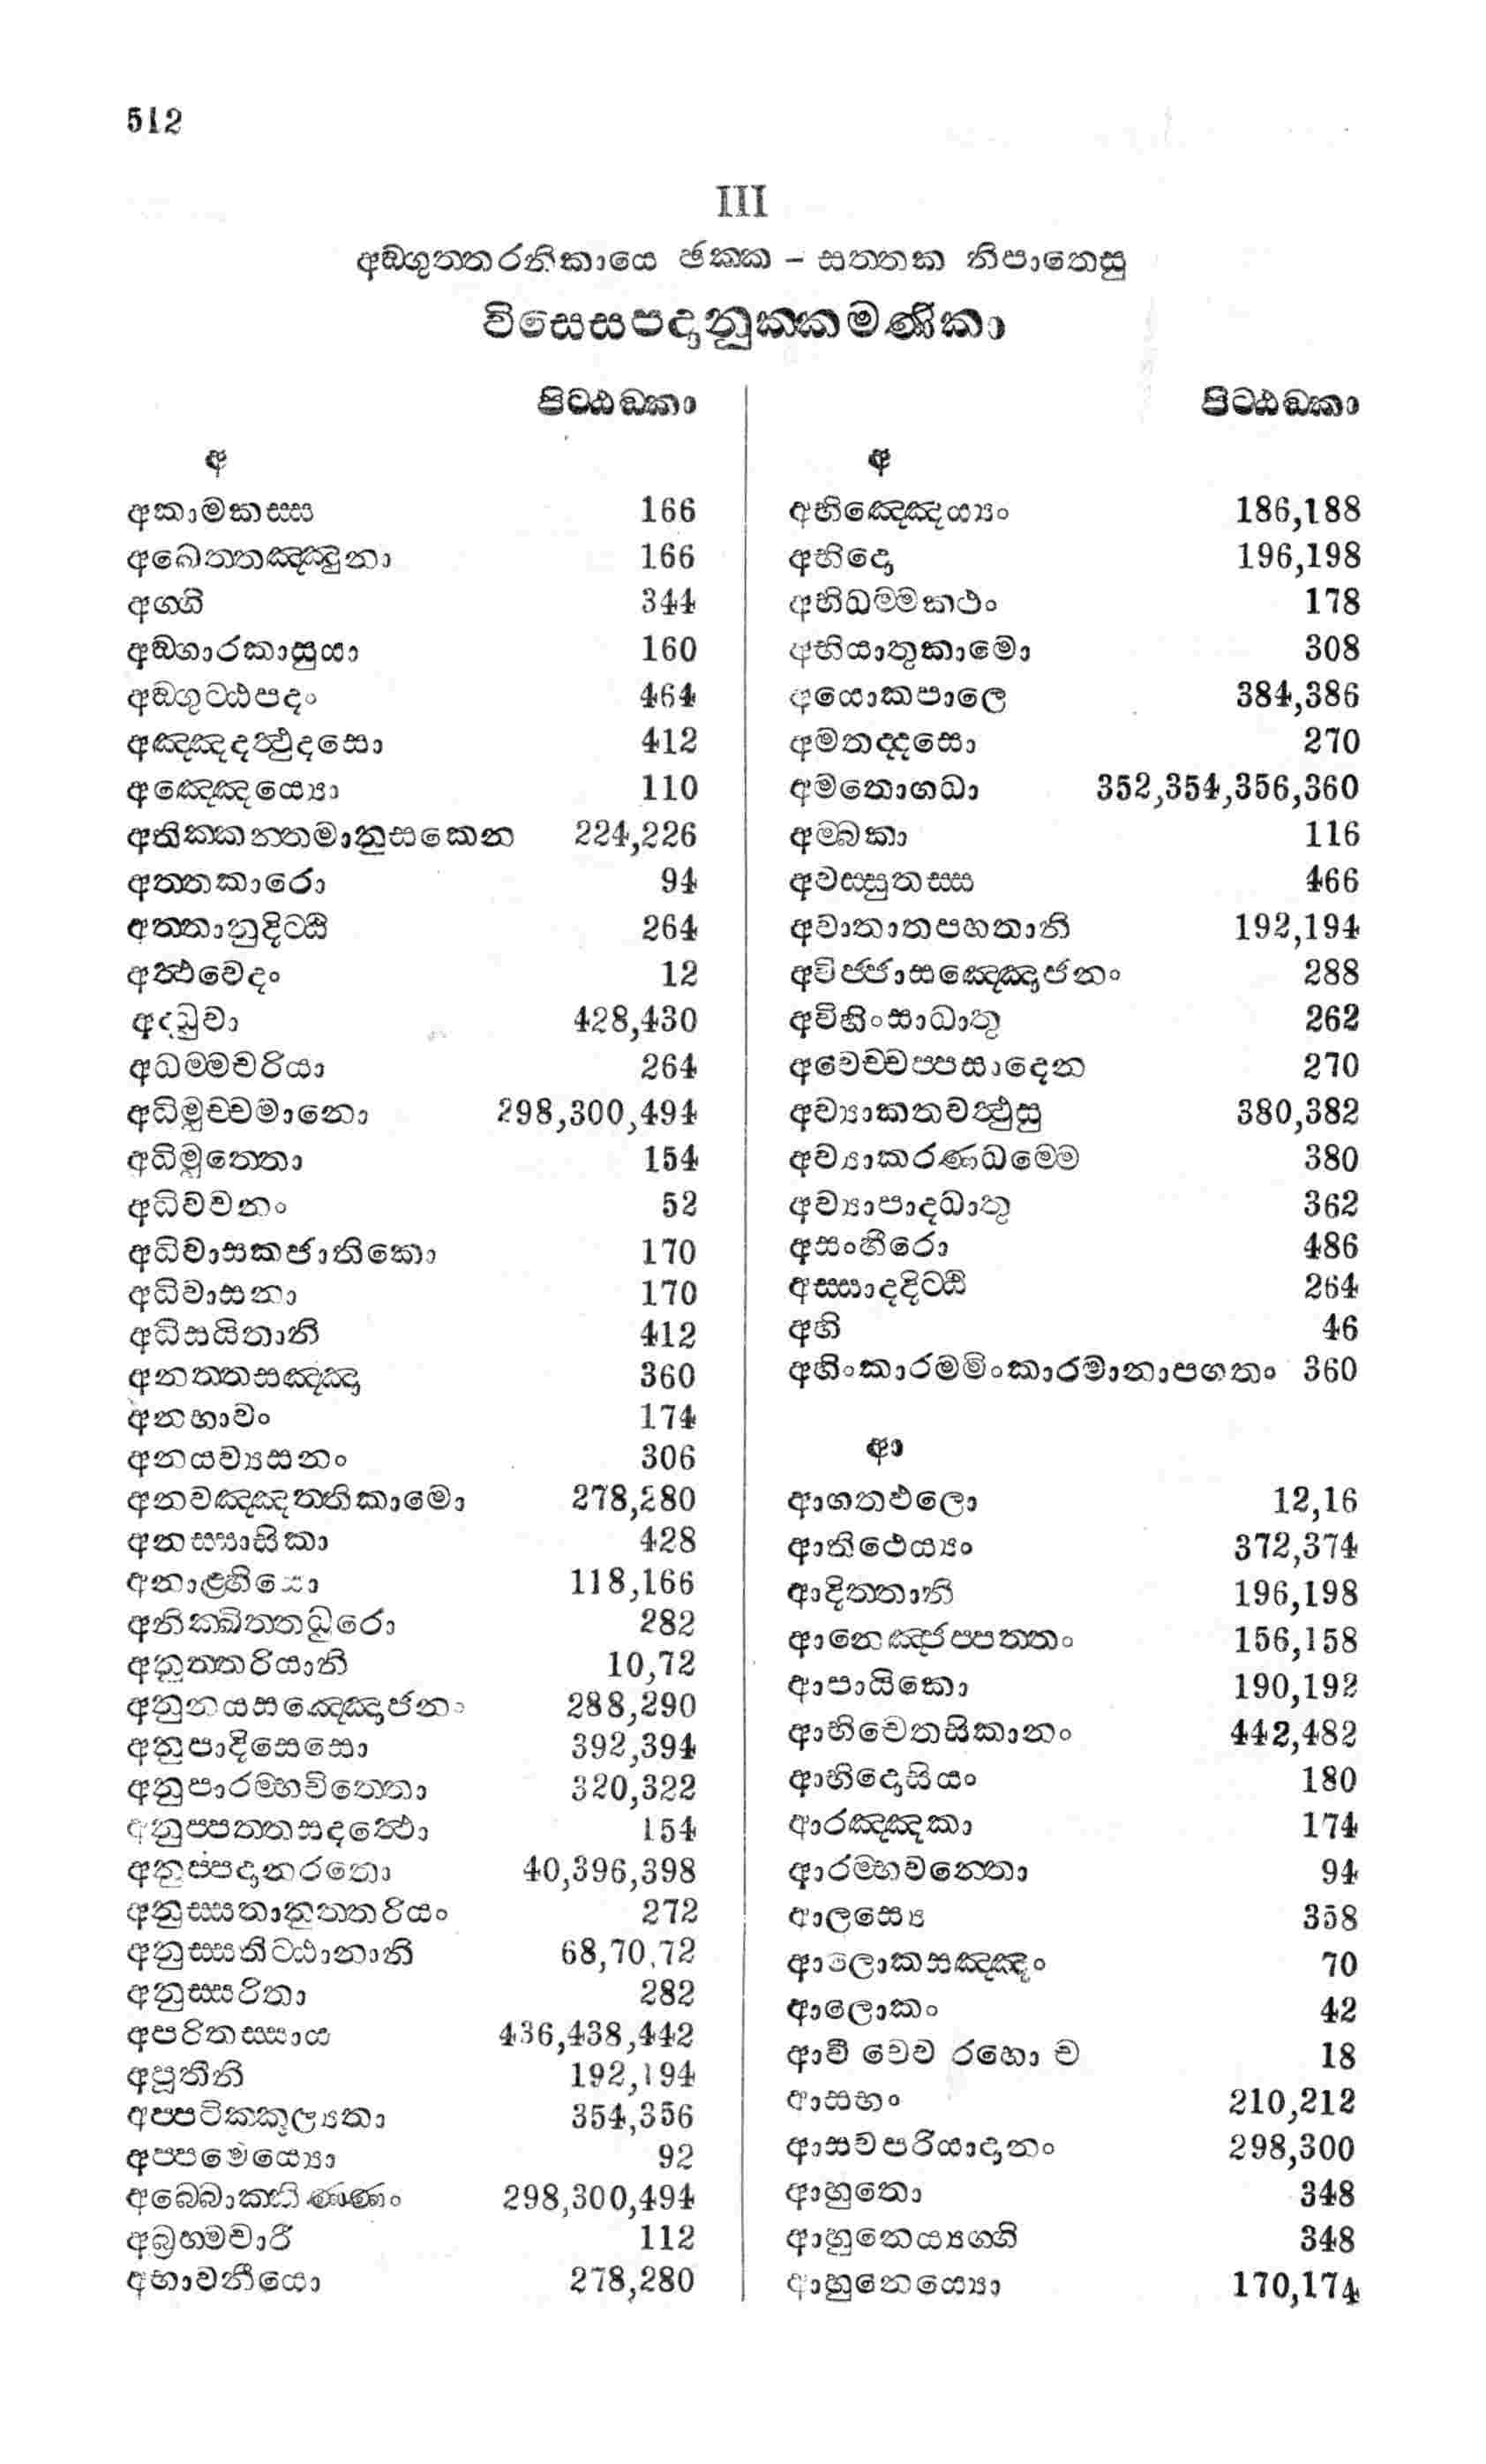 512
III
අඞ්ගුත්තරනිකායෙ ඡක්ක – සත්තක නිපාතෙසු
විසෙසපදානුක්කමණිකා
පිට්ඨඞ්කා
අ
අකාමකස්ස 166
අඛෙත්තඤ්ඤුනා 166
අග්ගි 344
අඞ්ගාරකාසුයා 160
අඞ්ගුට්ඨපදං 464
අඤ්ඤදත්ථුදසො 412
අඤ්ඤෙය්‍යො 110
අතික්කන්තමානුසකෙන 224,226
අත්තකාරො 94
අත්තානුදිට්ඨි 264
අත්ථවෙදං 12
අද්ධුවා 428,430
අධම්මචරියා 264
අධිමුච්චමානො 298,300,494
අධිමුත්තො 154
අධිවචනං 52
අධිවාසකජාතිකො 170
අධිවාසනා 170
අධිසයිතානි 412
අනත්තසඤ්ඤා 360
අනභාවං 174
අනයව්‍යසනං 306
අනවඤ්ඤත්තිකාමො 278,280
අනස්සාසිකා 428
අනාළ්හියො 118,166
අනික්ඛිත්තධුරො 282
අනුත්තරියානි 10,72
අනුනයසඤ්ඤොජනං 288,290
අනුපාදිසෙසො 392,394
අනුපාරම්භචිත්තො 320,322
අනුප්පත්තසදත්ථො 154
අනුප්පදානරතො 40,396,398
අනුස්සතානුත්තරියං 272
අනුස්සතිට්ඨානානි 68,70,72
අනුස්සරිතා 282
අපරිතස්සාය 436,438,442
අපූතීනි 192,194
අප්පටික්කූල්‍යතා 354,356
අප්පමෙය්‍යො 92
අබ්බොකිණ්ණං 298,300,494
අබ්‍රහ්මචාරී 112
අභාවනීයො 278,280
පිට්ඨඞ්කා
අ
අභිඤ්ඤෙය්‍යං 186,188
අභිදො 196,198
අභිධම්මකථං 178
අභියාතුකාමො 308
අයොකපාලෙ 384,386
අමතද්දසො 270
අමතොගධා 352,354,356,360
අම්බකා 116
අවස්සුතස්ස 466
අවාතාතපහතානි 192,194
අවිජ්ජාසඤ්ඤොජනං 288
අවිහිංසාධාතු 262
අවෙච්චප්පසාදෙන 270
අව්‍යාකතවත්ථුසු 380,382
අව්‍යාකරණධම්මෙ 380
අව්‍යාපාදධාතු 362
අසංහීරො 486
අස්සාදදිට්ඨි 264
අහි 46
අහිංකාරමමිංකාරමානාපගතං 360
ආ
ආගතඵලො 12,16
ආතිථෙය්‍යං 372,374
ආදිත්තානි 196,198
ආනෙඤ්ජප්පත්තං 156,158
ආපායිකො 190,192
ආභිචෙතසිකානං 442,482
ආභිදොසියං 180
ආරඤ්ඤකා 174
ආරම්භවන්තො 94
ආලස්‍යෙ 358
ආලොකසඤ්ඤං 70
ආලොකං 42
ආවී චෙව රහො ච 18
ආසභං 210,212
ආසවපරියාදානං 298,300
ආහුතො 348
ආහුනෙය්‍යග්ගි 348
ආහුනෙය්‍යො 170,174